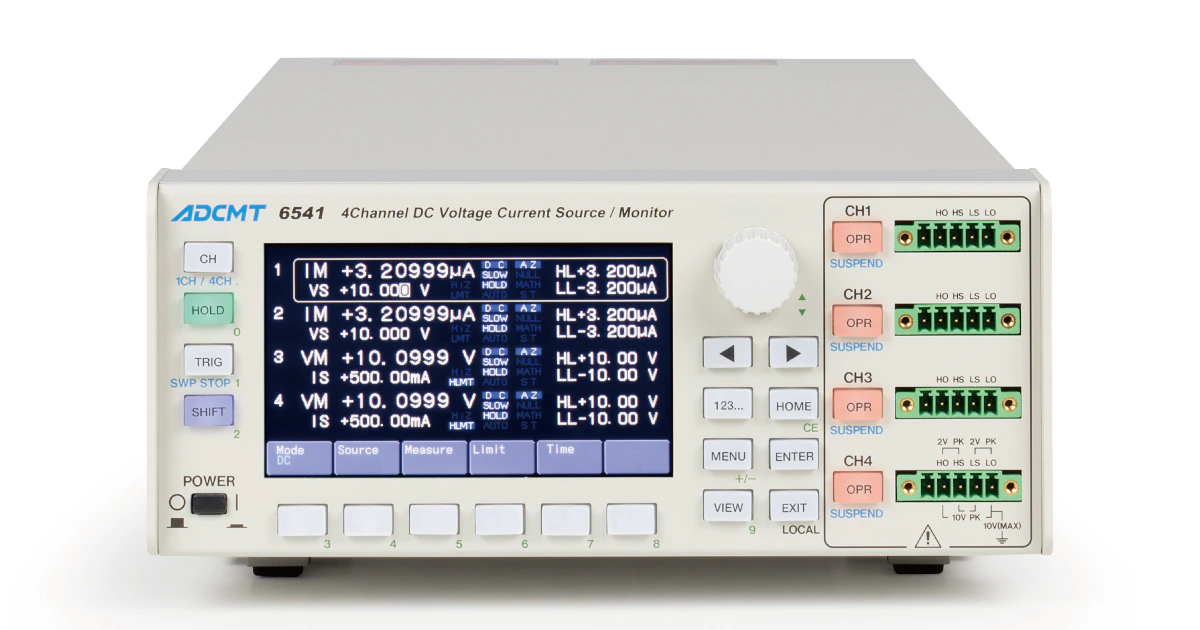 ADCMT 6541 4Channel DC Voltage Current Source / Monitor
CH
1CH / 4CH .
HOLD
0
TRIG
SWP STOP 1
SHIFT
2
POWER
1 IM +3.20999μA DC AZ HL+3.200μA
SLOW NULL
VS +10.000 V HiZ HOLD MATH LL-3.200μA
LMT AUTO ST
2 IM +3.20999μA DC AZ HL+3.200μA
SLOW NULL
VS +10.000 V HiZ HOLD MATH LL-3.200μA
LMT AUTO ST
3 VM +10.0999 V DC AZ HL+10.00 V
SLOW NULL
IS +500.00mA HiZ HOLD MATH LL-10.00 V
HLMT AUTO ST
4 VM +10.0999 V DC AZ HL+10.00 V
SLOW NULL
IS +500.00mA HiZ HOLD MATH LL-10.00 V
HLMT AUTO ST
Mode Source Measure Limit Time
DC
3 4 5 6 7 8
123... HOME
CE
MENU ENTER
+/−
VIEW EXIT
9 LOCAL
CH1
HO HS LS LO
OPR
SUSPEND
CH2
HO HS LS LO
OPR
SUSPEND
CH3
HO HS LS LO
OPR
SUSPEND
2V PK 2V PK
CH4
HO HS LS LO
OPR
SUSPEND
10V PK
10V(MAX)